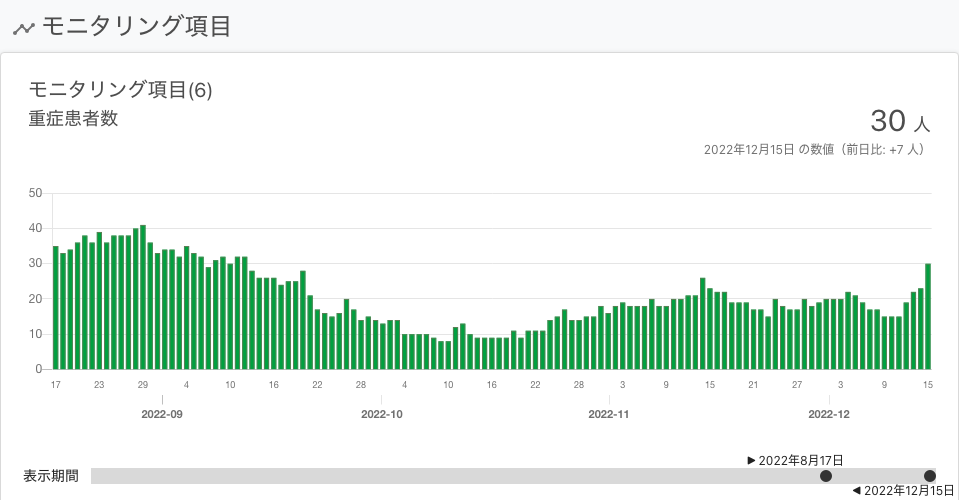 モニタリング項目
モニタリング項目(6)
重症患者数
30 人
2022年12月15日 の数値（前日比: +7 人）
50
40
30
20
10
0
17 23 29 4 10 16 22 28 4 10 16 22 28 3 9 15 21 27 3 9 15
2022-09 2022-10 2022-11 2022-12
▶ 2022年8月17日
表示期間
◀ 2022年12月15日